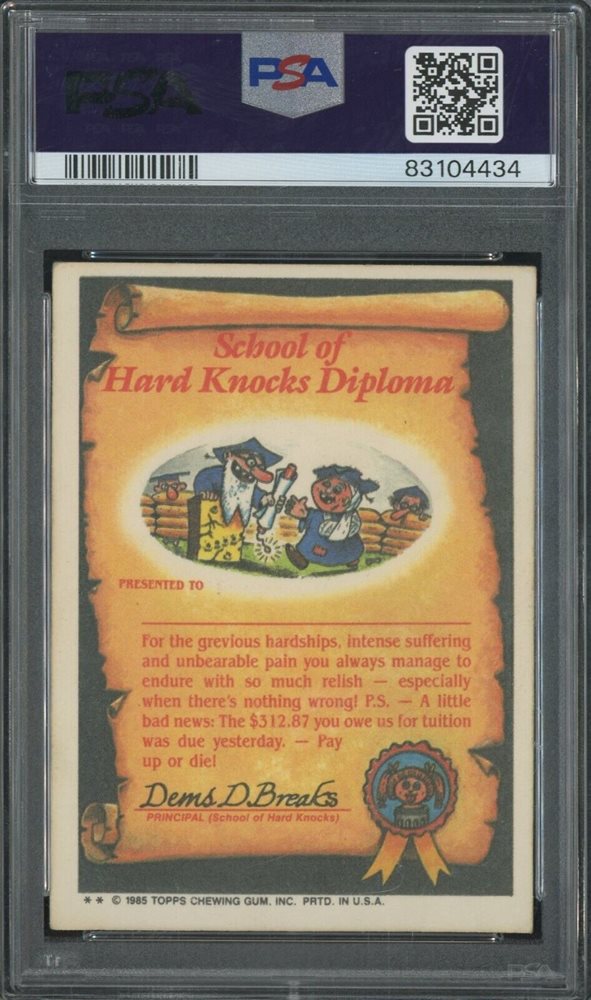 PSA
PSA
83104434
School of
Hard Knocks Diploma
PRESENTED TO
For the grevious hardships, intense suffering
and unbearable pain you always manage to
endure with so much relish — especially
when there's nothing wrong! P.S. — A little
bad news: The $312.87 you owe us for tuition
was due yesterday. — Pay
up or die!
Dems D. Breaks
PRINCIPAL (School of Hard Knocks)
** © 1985 TOPPS CHEWING GUM, INC. PRTD. IN U.S.A.
PSA